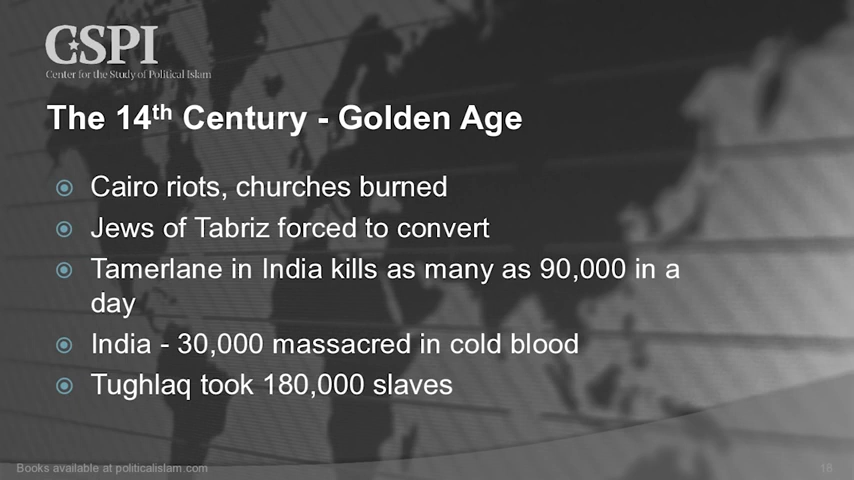 CSPI
Center for the Study of Political Islam
The 14th Century - Golden Age
Cairo riots, churches burned
Jews of Tabriz forced to convert
Tamerlane in India kills as many as 90,000 in a
day
India - 30,000 massacred in cold blood
Tughlaq took 180,000 slaves
Books available at politicalislam.com
18